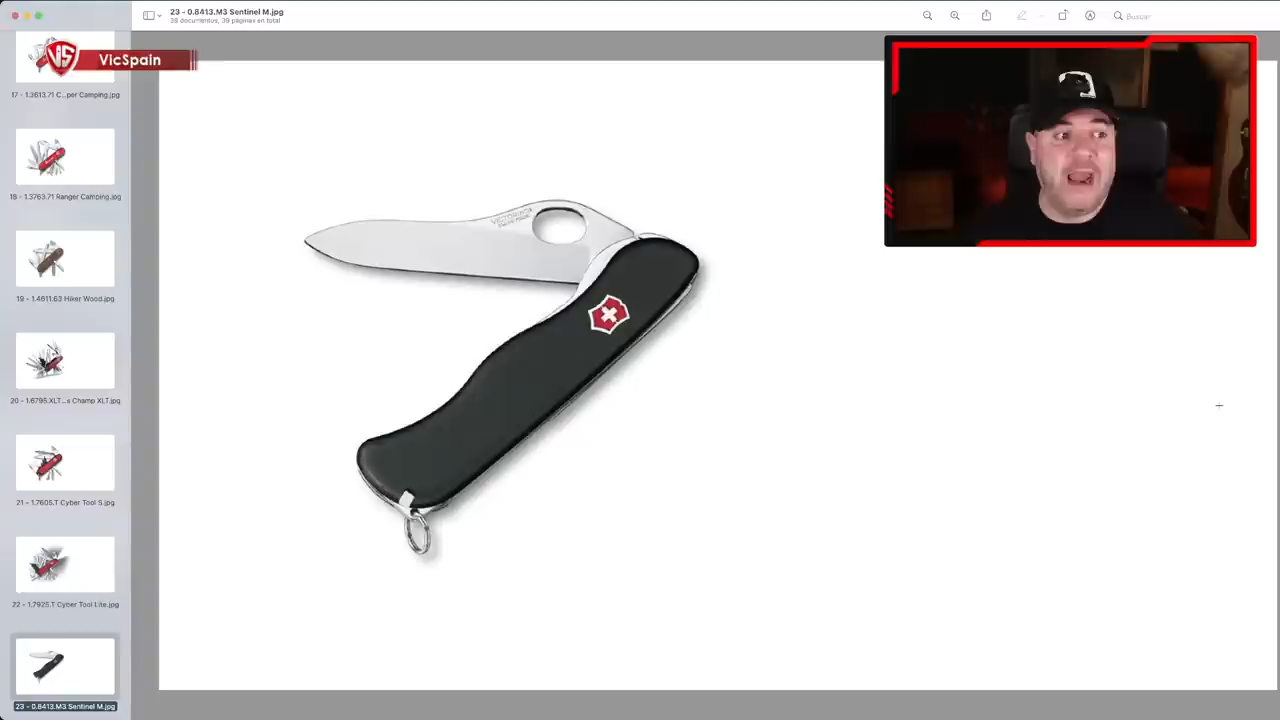 23 - 0.8413.M3 Sentinel M.jpg
38 documentos, 39 páginas en total
Buscar
VS
VicSpain
17 - 1.3613.71 C...per Camping.jpg
18 - 1.3763.71 Ranger Camping.jpg
19 - 1.4611.63 Hiker Wood.jpg
20 - 1.6795.XLT...s Champ XLT.jpg
21 - 1.7605.T Cyber Tool S.jpg
22 - 1.7925.T Cyber Tool Lite.jpg
23 - 0.8413.M3 Sentinel M.jpg
VICTORINOX